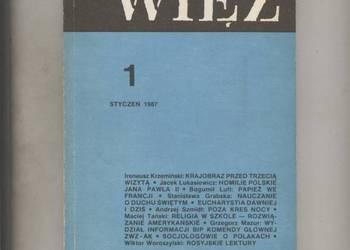 WIĘŹ
1
STYCZEŃ 1987
Ireneusz Krzemiński: KRAJOBRAZ PRZED TRZECIĄ
WIZYTĄ • Jacek Łukasiewicz: HOMILIE POLSKIE
JANA PAWŁA II • Bogumił Luft: PAPIEŻ WE
FRANCJI • Stanisława Grabska: NAUCZANIE
O DUCHU ŚWIĘTYM • EUCHARYSTIA DAWNIEJ
I DZIŚ • Andrzej Szmidt: POZA KRES NOCY •
Maciej Tański: RELIGIA W SZKOLE — ROZWIĄ-
ZANIE AMERYKAŃSKIE • Grzegorz Mazur: WY-
DZIAŁ INFORMACJI BIP KOMENDY GŁÓWNEJ
ZWZ-AK • SOCJOLOGOWIE O POLAKACH •
Wiktor Woroszylski: ROSYJSKIE LEKTURY